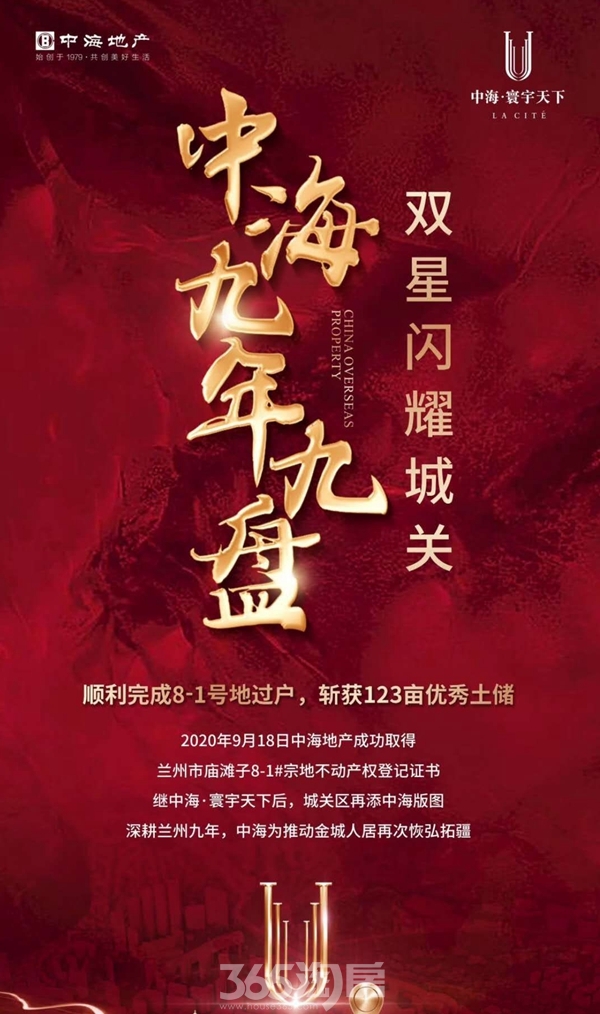 中海地产
始创于1979·共创美好生活
中海·寰宇天下
LA CITÉ
中海九年九盘
CHINA OVERSEAS
PROPERTY
双星闪耀城关
顺利完成8-1号地过户，斩获123亩优秀土储
2020年9月18日中海地产成功取得
兰州市庙滩子8-1#宗地不动产权登记证书
继中海·寰宇天下后，城关区再添中海版图
深耕兰州九年，中海为推动金城人居再次恢弘拓疆
365淘房